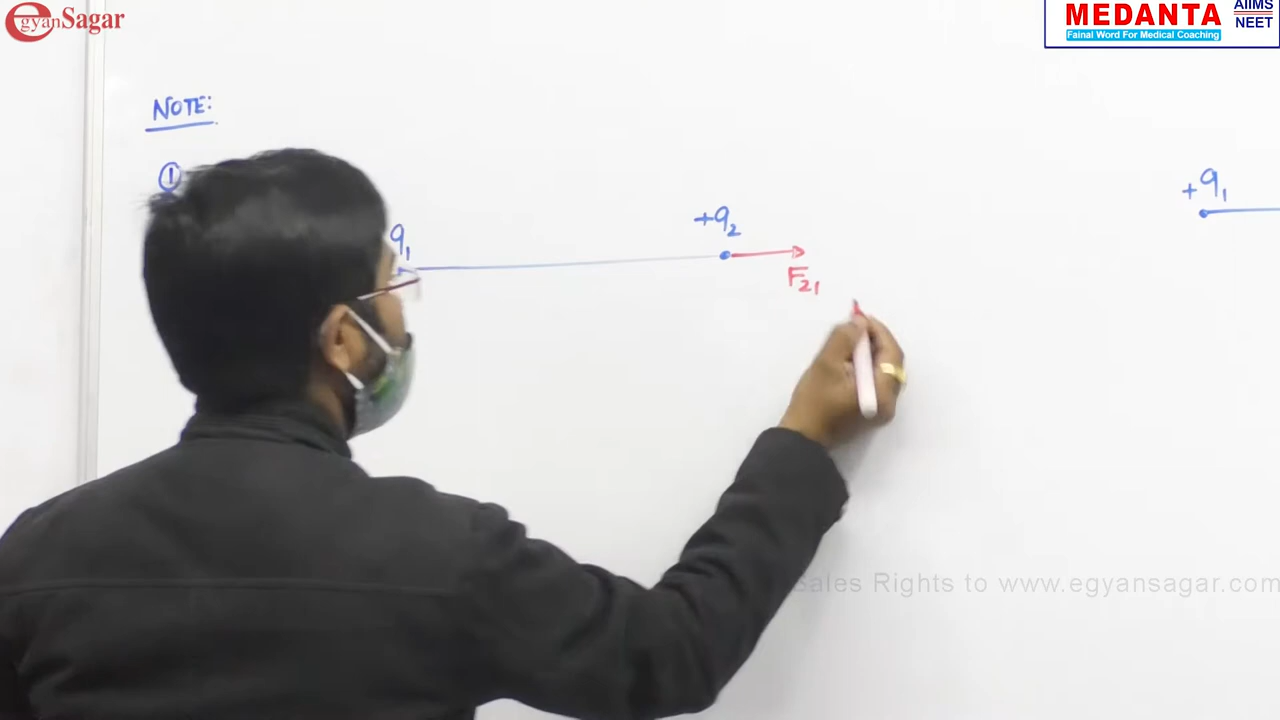 egyanSagar
MEDANTA
Fainal Word For Medical Coaching
AIIMS
NEET
NOTE:
①
q₁
+q₂
F₂₁
+q₁
Sales Rights to www.egyansagar.com